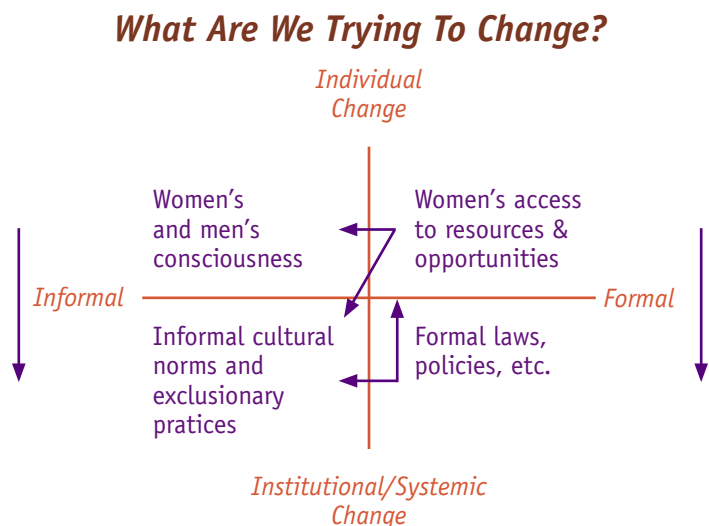 What Are We Trying To Change?
Individual
Change
Women's
and men's
consciousness
Women's access
to resources &
opportunities
Informal
Formal
Informal cultural
norms and
exclusionary
pratices
Formal laws,
policies, etc.
Institutional/Systemic
Change